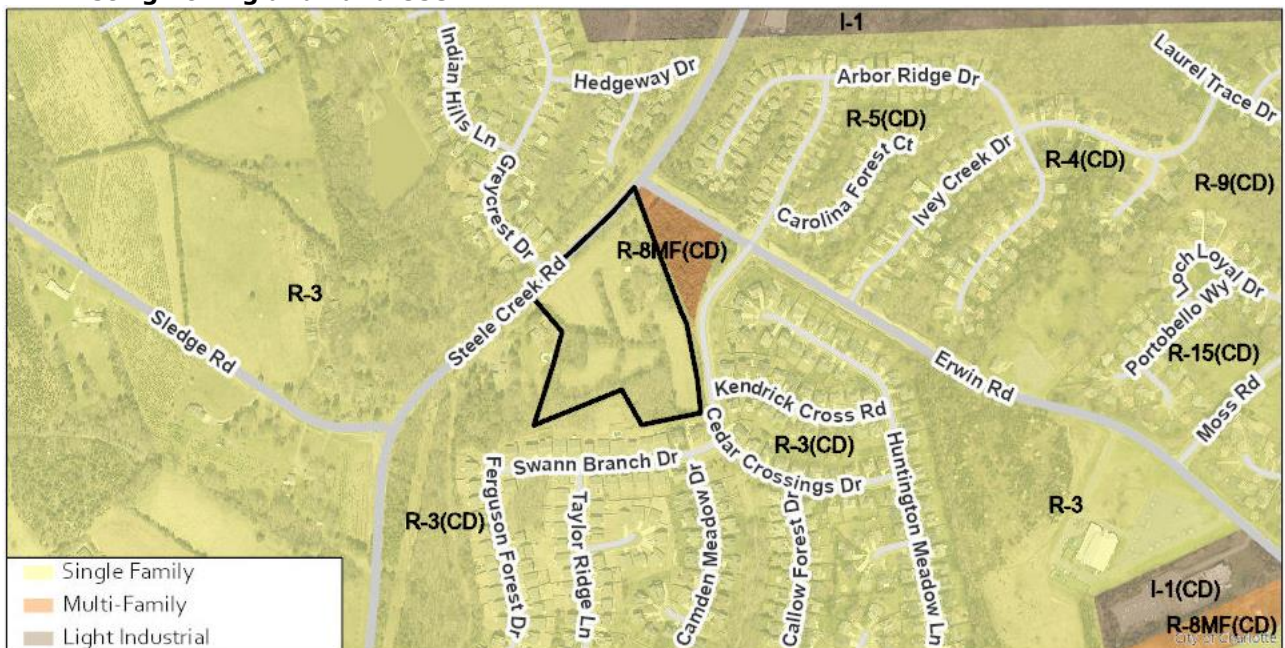 I-1
Indian Hills Ln
Hedgeway Dr
Arbor Ridge Dr
Laurel Trace Dr
R-5(CD)
Carolina Forest Ct
Ivey Creek Dr
R-4(CD)
R-9(CD)
Greycrest Dr
R-8MF(CD)
Loch Loyal Dr
Portobello Wy
R-3
Steele Creek Rd
Sledge Rd
R-15(CD)
Erwin Rd
Moss Rd
Kendrick Cross Rd
R-3(CD)
Cedar Crossings Dr
Swann Branch Dr
Huntington Meadow Ln
Ferguson Forest Dr
Taylor Ridge Ln
Camden Meadow Dr
Callow Forest Dr
R-3(CD)
R-3
Single Family
Multi-Family
Light Industrial
I-1(CD)
R-8MF(CD)
City of Charlotte